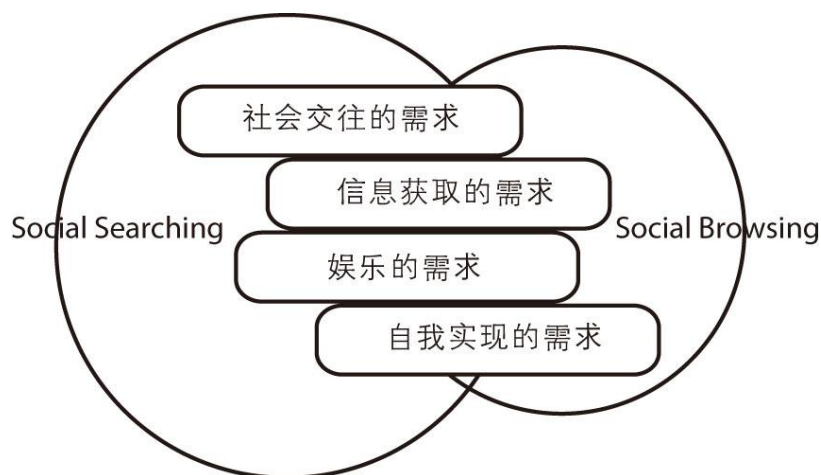 社会交往的需求
信息获取的需求
Social Searching
Social Browsing
娱乐的需求
自我实现的需求